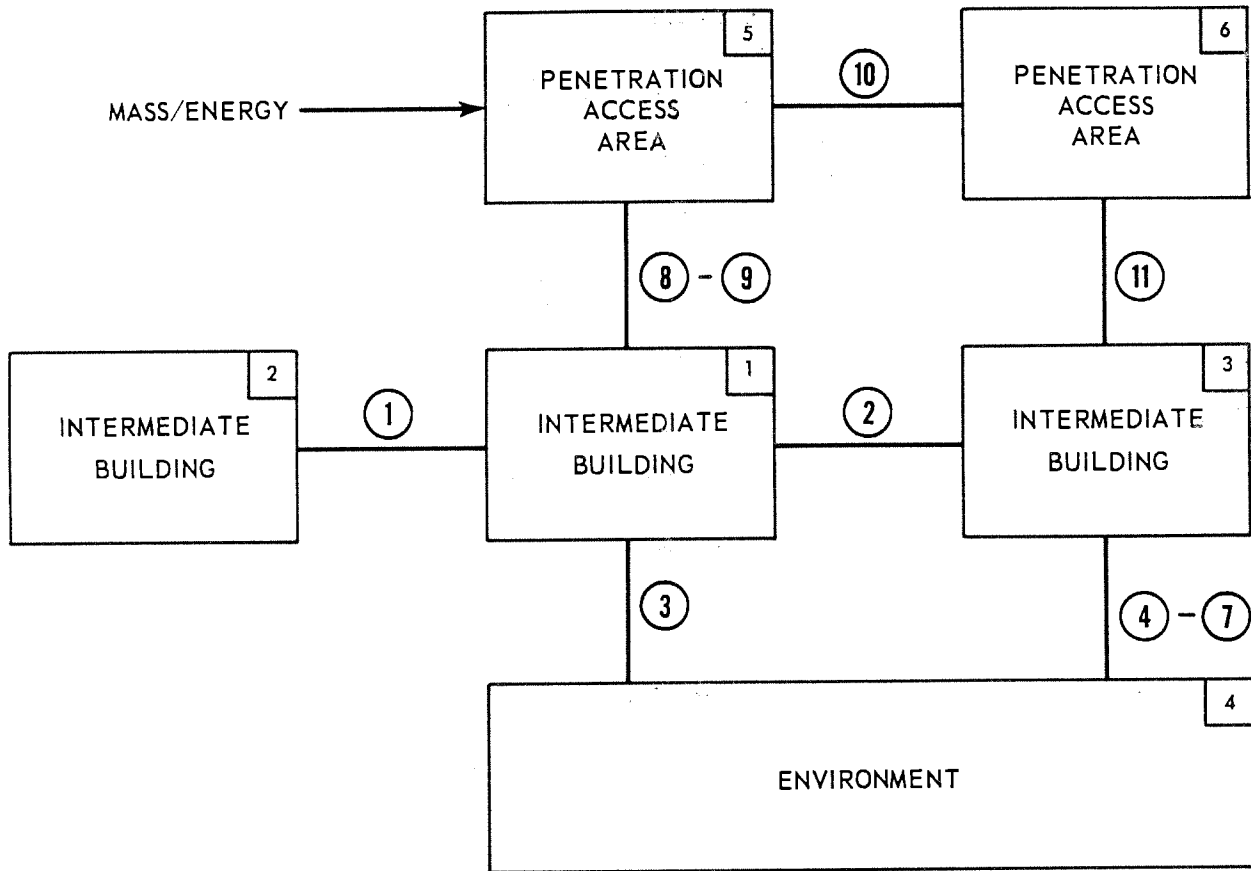 5
6
PENETRATION
ACCESS
AREA
10
PENETRATION
ACCESS
AREA
MASS/ENERGY
8 - 9
11
2
1
3
INTERMEDIATE
BUILDING
1
INTERMEDIATE
BUILDING
2
INTERMEDIATE
BUILDING
3
4 - 7
4
ENVIRONMENT